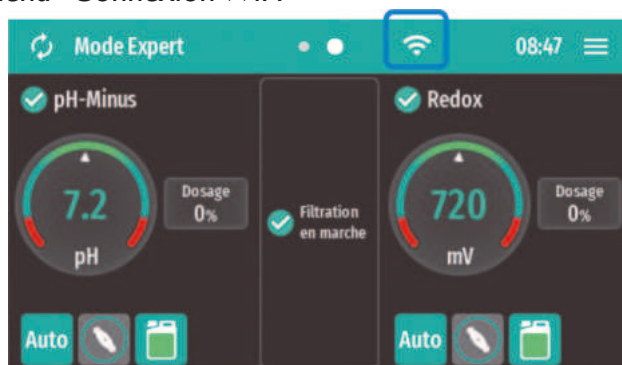 Mode Expert
08:47
pH-Minus
Redox
7.2
pH
Dosage
0%
Filtration
en marche
720
mV
Dosage
0%
Auto
Auto